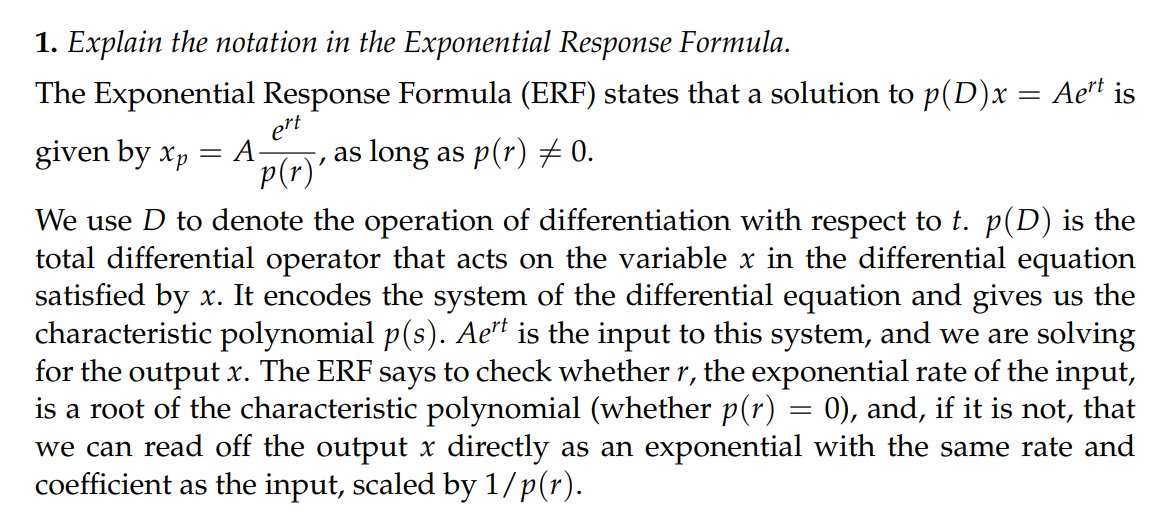 1. Explain the notation in the Exponential Response Formula.
The Exponential Response Formula (ERF) states that a solution to $p(D)x = Ae^{rt}$ is
given by $x_p = A\frac{e^{rt}}{p(r)}$, as long as $p(r) \neq 0$.
We use $D$ to denote the operation of differentiation with respect to $t$. $p(D)$ is the
total differential operator that acts on the variable $x$ in the differential equation
satisfied by $x$. It encodes the system of the differential equation and gives us the
characteristic polynomial $p(s)$. $Ae^{rt}$ is the input to this system, and we are solving
for the output $x$. The ERF says to check whether $r$, the exponential rate of the input,
is a root of the characteristic polynomial (whether $p(r) = 0$), and, if it is not, that
we can read off the output $x$ directly as an exponential with the same rate and
coefficient as the input, scaled by $1/p(r)$.